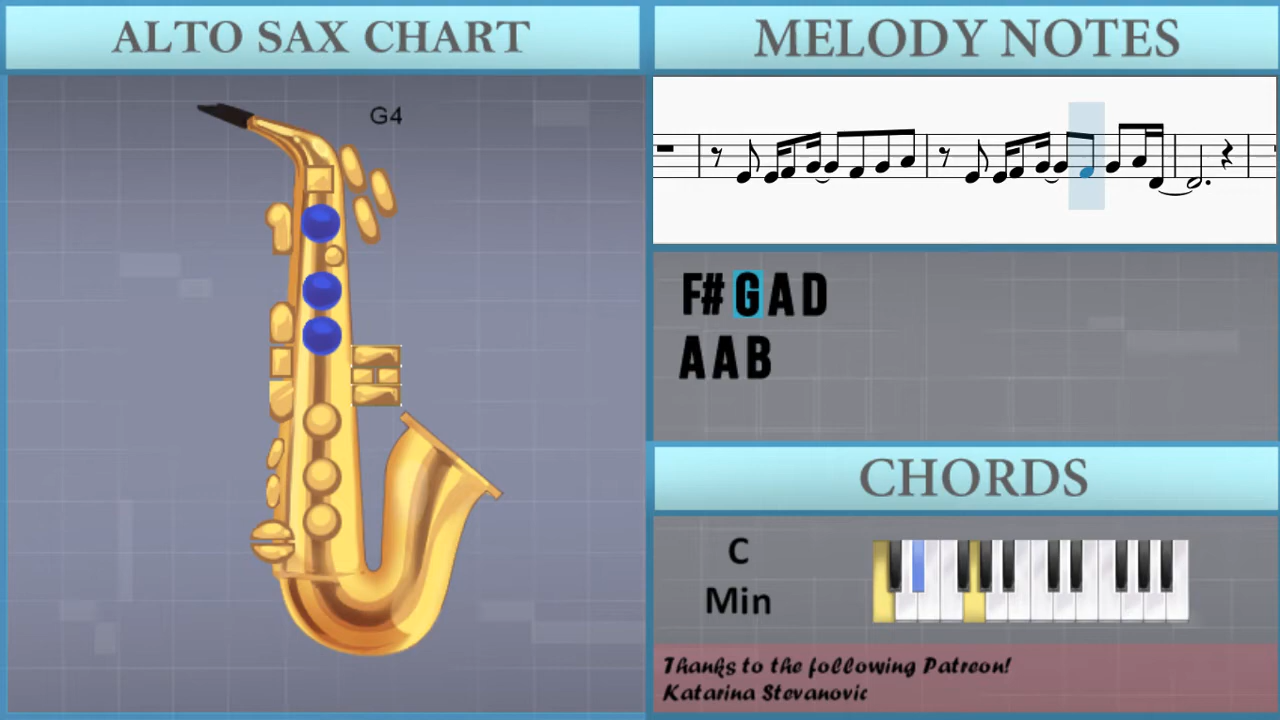 ALTO SAX CHART
G4
MELODY NOTES
F# G A D
A A B
CHORDS
C
Min
Thanks to the following Patreon!
Katarina Stevanovic